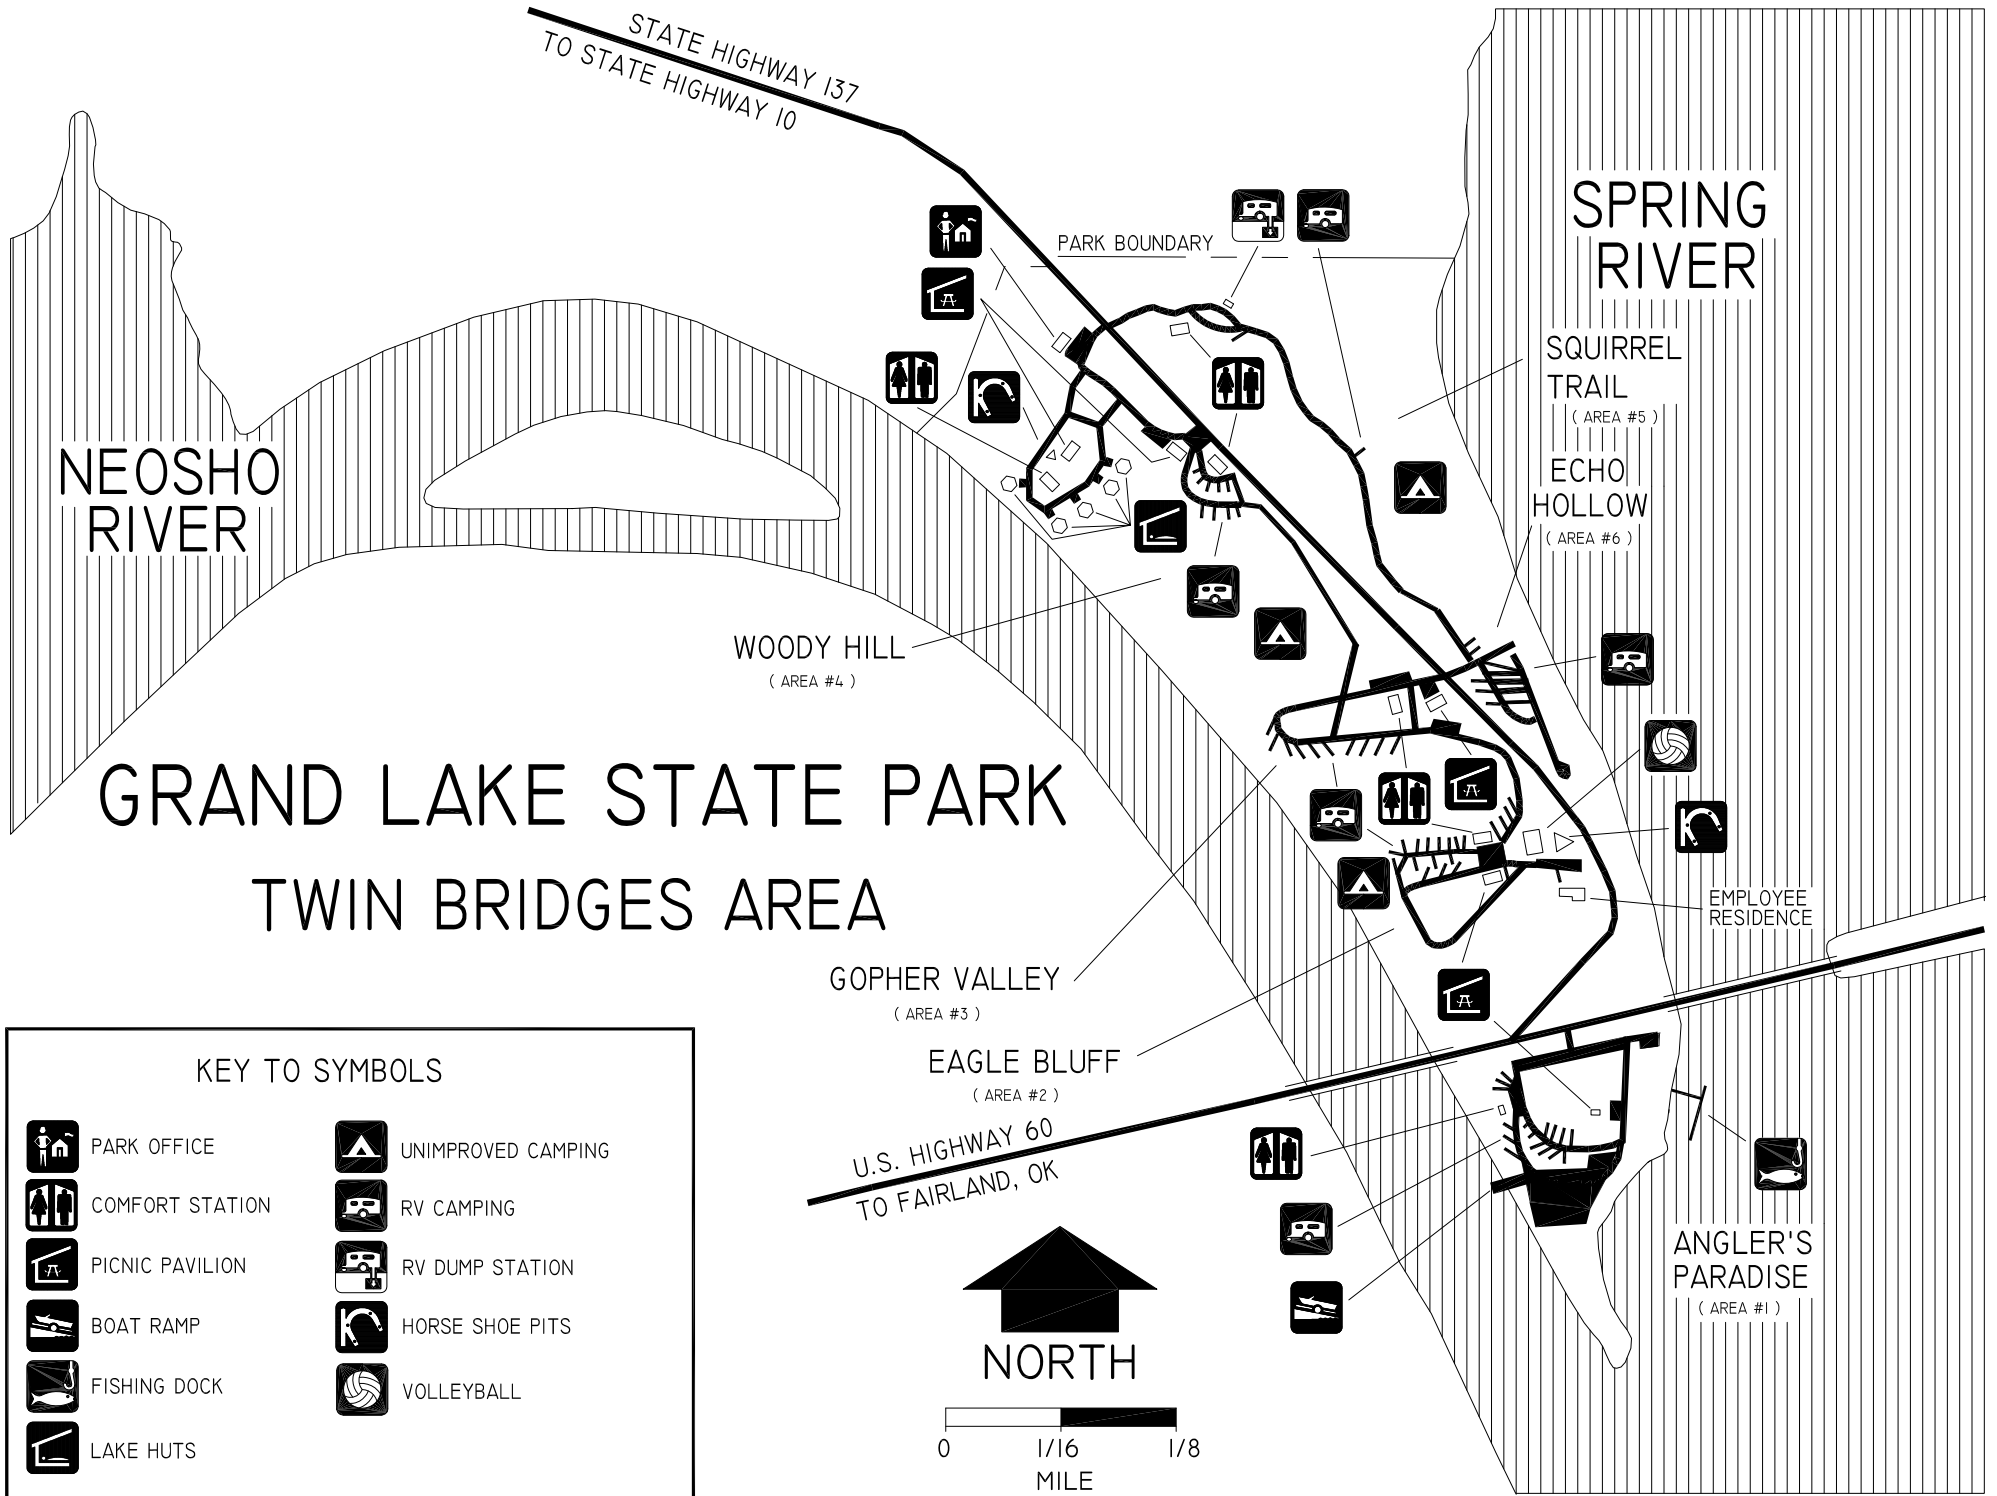 STATE HIGHWAY 137
TO STATE HIGHWAY 10
PARK BOUNDARY
SPRING
RIVER
SQUIRREL
TRAIL
( AREA #5 )
ECHO
HOLLOW
( AREA #6 )
NEOSHO
RIVER
WOODY HILL
( AREA #4 )
GRAND LAKE STATE PARK
TWIN BRIDGES AREA
EMPLOYEE
RESIDENCE
GOPHER VALLEY
( AREA #3 )
EAGLE BLUFF
( AREA #2 )
U.S. HIGHWAY 60
TO FAIRLAND, OK
ANGLER'S
PARADISE
( AREA #1 )
KEY TO SYMBOLS
PARK OFFICE
COMFORT STATION
PICNIC PAVILION
BOAT RAMP
FISHING DOCK
LAKE HUTS
UNIMPROVED CAMPING
RV CAMPING
RV DUMP STATION
HORSE SHOE PITS
VOLLEYBALL
NORTH
0 1/16 1/8
MILE